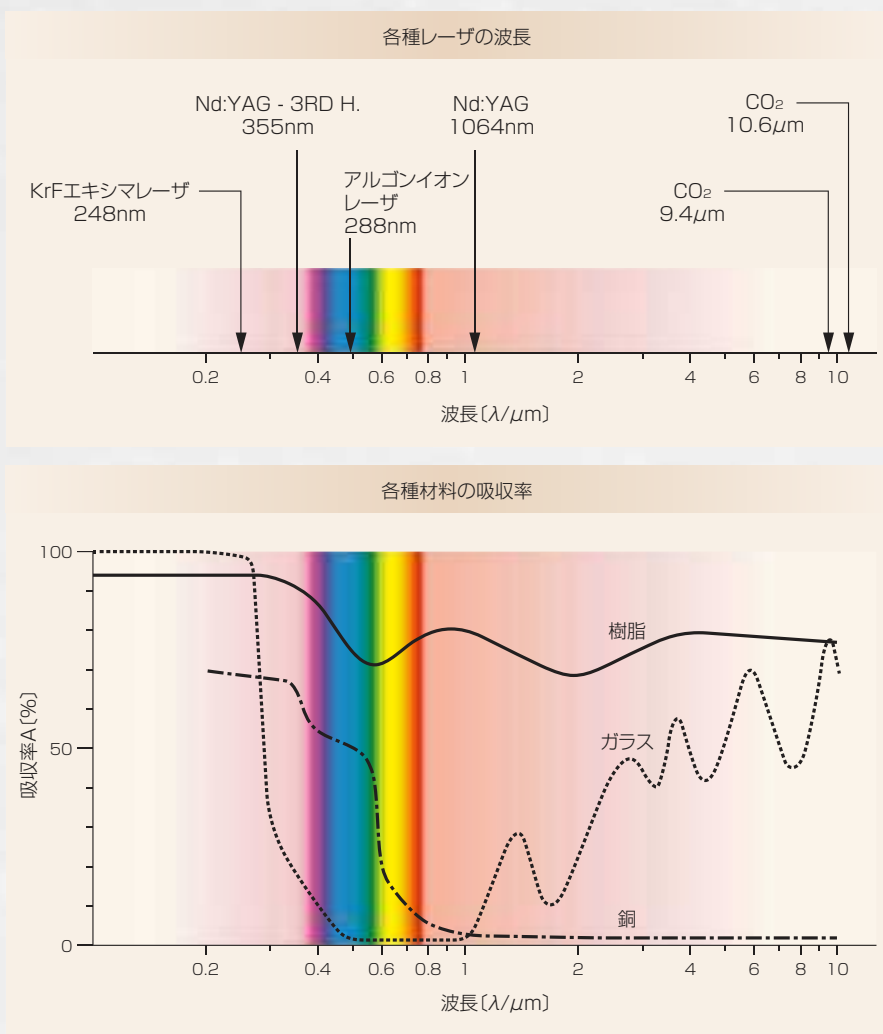 各種レーザの波長
Nd:YAG - 3RD H.
355nm
Nd:YAG
1064nm
CO₂
10.6μm
KrFエキシマレーザ
248nm
アルゴンイオン
レーザ
288nm
CO₂
9.4μm
0.2 0.4 0.6 0.8 1 2 4 6 8 10
波長〔λ/μm〕
各種材料の吸収率
100
樹脂
吸収率A〔%〕
50
ガラス
銅
0
0.2 0.4 0.6 0.8 1 2 4 6 8 10
波長〔λ/μm〕